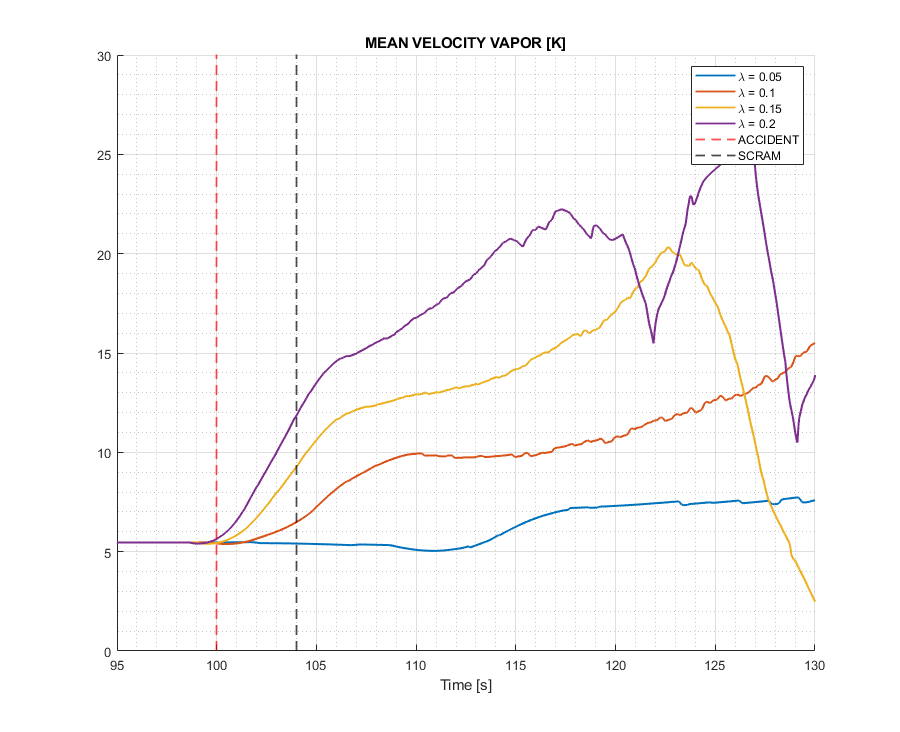 MEAN VELOCITY VAPOR [K]
30
25
20
15
10
5
0
λ = 0.05
λ = 0.1
λ = 0.15
λ = 0.2
ACCIDENT
SCRAM
95 100 105 110 115 120 125 130
Time [s]